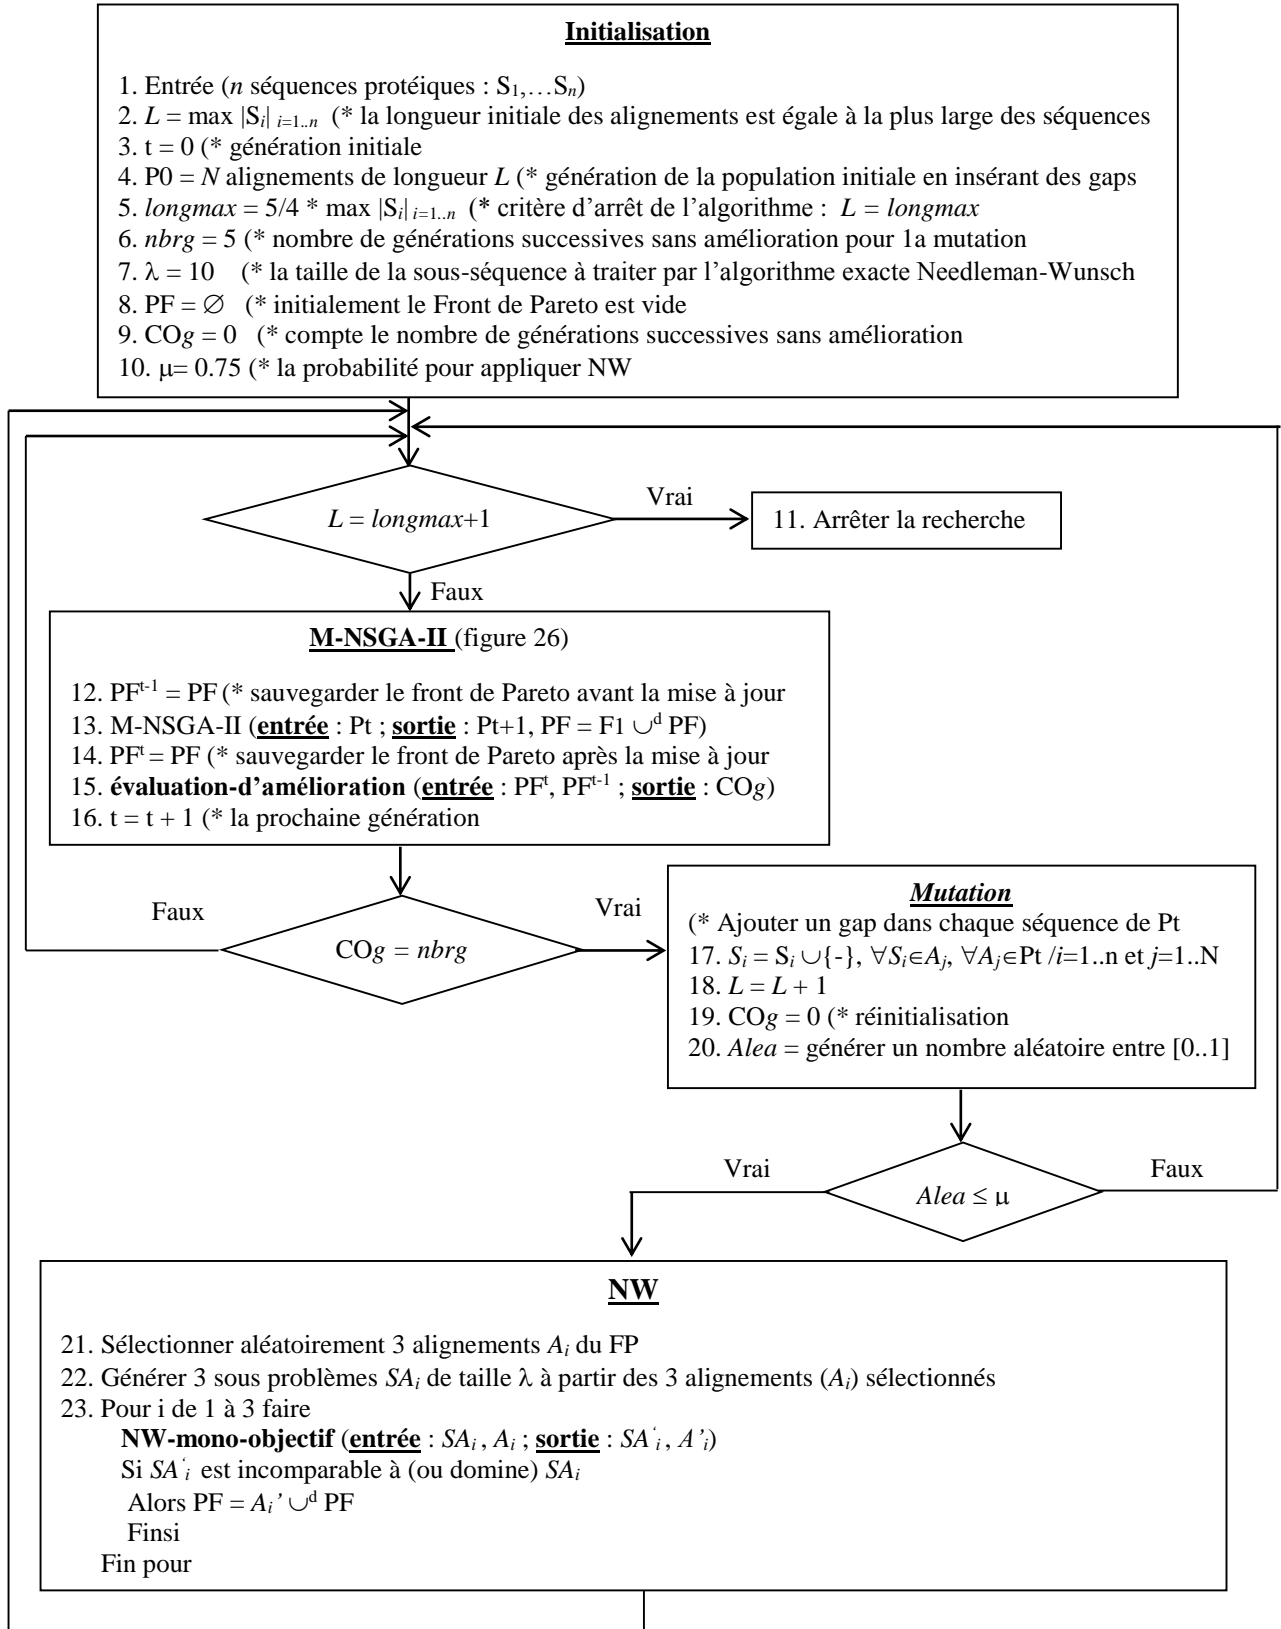 Initialisation
1. Entrée (n séquences protéiques : S1,…Sn)
2. L = max |Si| i=1..n (* la longueur initiale des alignements est égale à la plus large des séquences
3. t = 0 (* génération initiale
4. P0 = N alignements de longueur L (* génération de la population initiale en insérant des gaps
5. longmax = 5/4 * max |Si| i=1..n (* critère d'arrêt de l'algorithme : L = longmax
6. nbrg = 5 (* nombre de générations successives sans amélioration pour 1a mutation
7. λ = 10 (* la taille de la sous-séquence à traiter par l'algorithme exacte Needleman-Wunsch
8. PF = ∅ (* initialement le Front de Pareto est vide
9. COg = 0 (* compte le nombre de générations successives sans amélioration
10. μ= 0.75 (* la probabilité pour appliquer NW
L = longmax+1
Vrai
11. Arrêter la recherche
Faux
M-NSGA-II (figure 26)
12. PF^t-1 = PF (* sauvegarder le front de Pareto avant la mise à jour
13. M-NSGA-II (entrée : Pt ; sortie : Pt+1, PF = F1 ∪^d PF)
14. PF^t = PF (* sauvegarder le front de Pareto après la mise à jour
15. évaluation-d'amélioration (entrée : PF^t, PF^t-1 ; sortie : COg)
16. t = t + 1 (* la prochaine génération
Faux
COg = nbrg
Vrai
Mutation
(* Ajouter un gap dans chaque séquence de Pt
17. Si = Si ∪{-}, ∀Si∈Aj, ∀Aj∈Pt /i=1..n et j=1..N
18. L = L + 1
19. COg = 0 (* réinitialisation
20. Alea = générer un nombre aléatoire entre [0..1]
Vrai
Alea ≤ μ
Faux
NW
21. Sélectionner aléatoirement 3 alignements Ai du FP
22. Générer 3 sous problèmes SAi de taille λ à partir des 3 alignements (Ai) sélectionnés
23. Pour i de 1 à 3 faire
NW-mono-objectif (entrée : SAi , Ai ; sortie : SA‘i , A’i)
Si SA‘i est incomparable à (ou domine) SAi
Alors PF = Ai’ ∪^d PF
Finsi
Fin pour